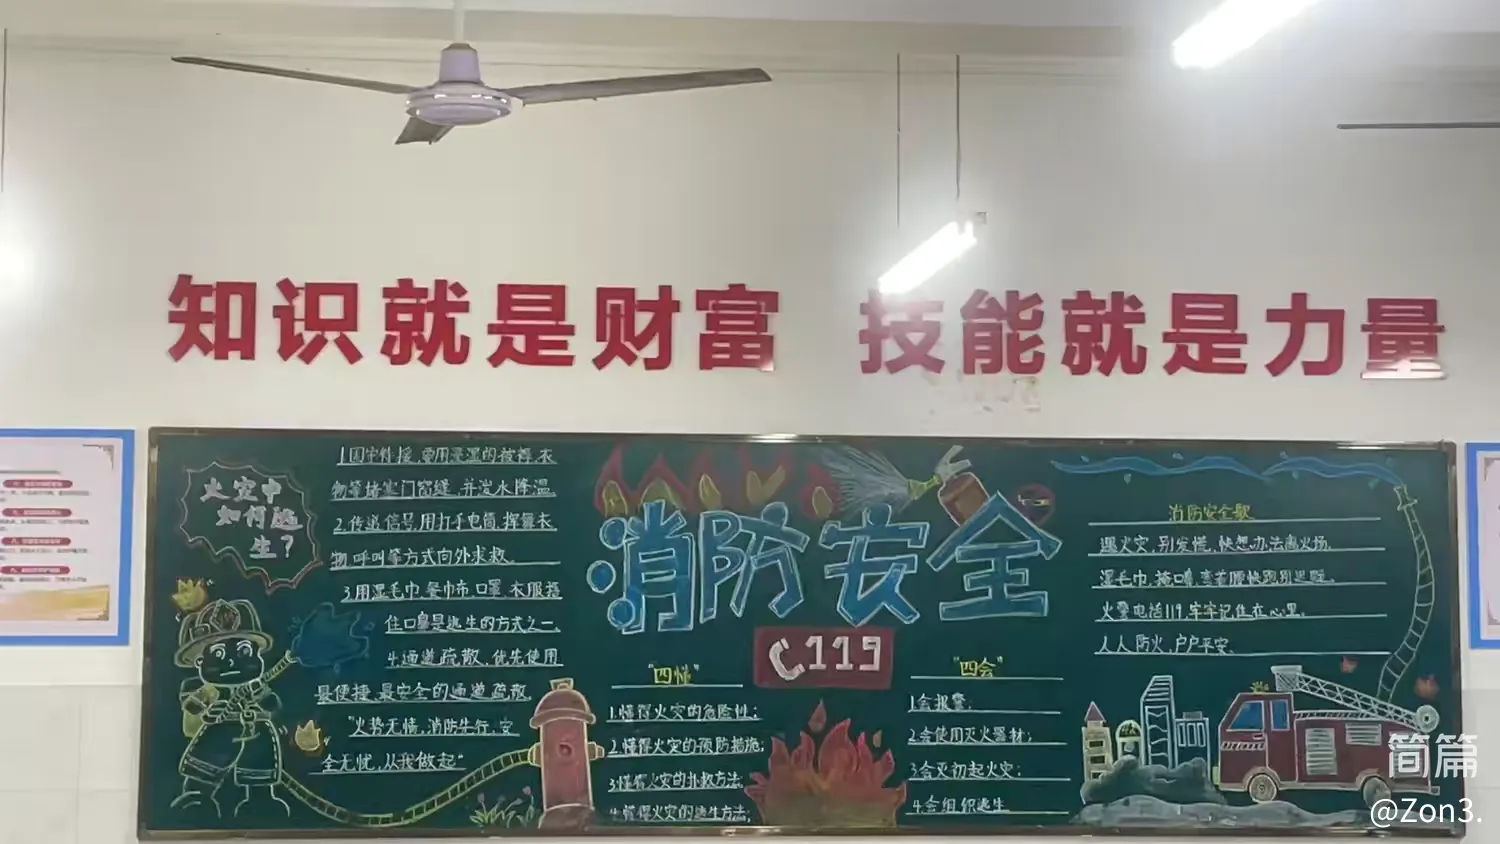 知识就是财富 技能就是力量
火灾中
如何逃
生?
1.固守待援,要用浸湿的被褥、衣
物等堵塞门窗缝,并泼水降温.
2.传递信号,用打手电筒,挥舞衣
物,呼叫等方式向外求救.
3.用湿毛巾、餐巾布、口罩、衣服捂
住口鼻是逃生的方式之一.
4.通道疏散,优先使用
最便捷、最安全的通道疏散.
"火势无情,消防先行,安
全无忧,从我做起"
消防安全
119
"四懂"
1.懂得火灾的危险性;
2.懂得火灾的预防措施;
3.懂得火灾的扑救方法;
4.懂得火灾的逃生方法;
"四会"
1.会报警;
2.会使用灭火器材;
3.会灭初起火灾;
4.会组织逃生
消防安全歌
遇火灾,别发慌,快想办法离火场.
湿毛巾,掩口鼻,弯着腰快跑别迟疑.
火警电话119,牢牢记住在心里.
人人防火,户户平安.
简篇
@Zon3.